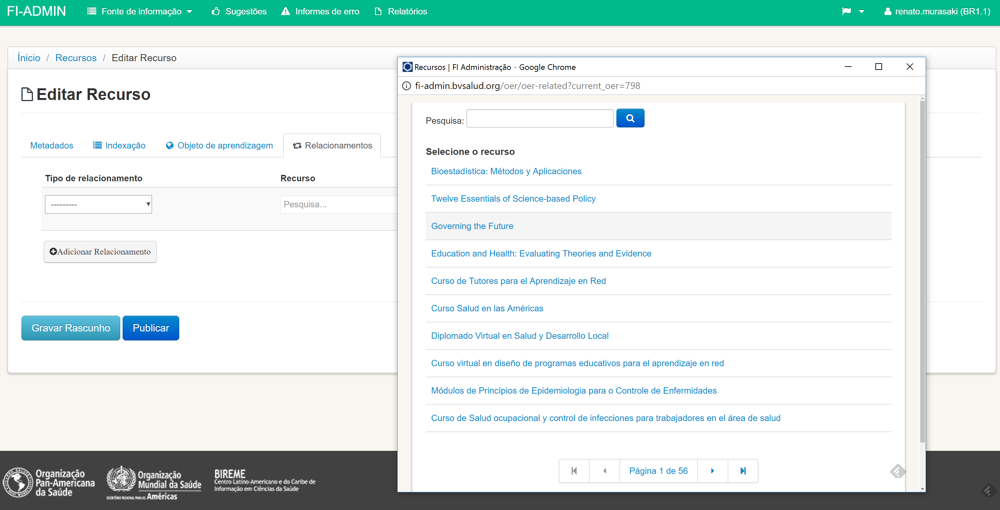 FI-ADMIN Fonte de informação Sugestões Informes de erro Relatórios renato.murasaki (BR1.1)
Ínicio / Recursos / Editar Recurso
Editar Recurso
Metadados Indexação Objeto de aprendizagem Relacionamentos
Tipo de relacionamento Recurso
--------- Pesquisa...
Adicionar Relacionamento
Gravar Rascunho Publicar
Recursos | FI Administração - Google Chrome
fi-admin.bvsalud.org/oer/oer-related?current_oer=798
Pesquisa:
Selecione o recurso
Bioestadística: Métodos y Aplicaciones
Twelve Essentials of Science-based Policy
Governing the Future
Education and Health: Evaluating Theories and Evidence
Curso de Tutores para el Aprendizaje en Red
Curso Salud en las Américas
Diplomado Virtual en Salud y Desarrollo Local
Curso virtual en diseño de programas educativos para el aprendizaje en red
Módulos de Princípios de Epidemiologia para o Controle de Enfermidades
Curso de Salud ocupacional y control de infecciones para trabajadores en el área de salud
Página 1 de 56
Organização
Pan-Americana
da Saúde
Organização
Mundial da Saúde
ESCRITÓRIO REGIONAL PARA AS Américas
BIREME
Centro Latino-Americano e do Caribe de
Informação em Ciências da Saúde